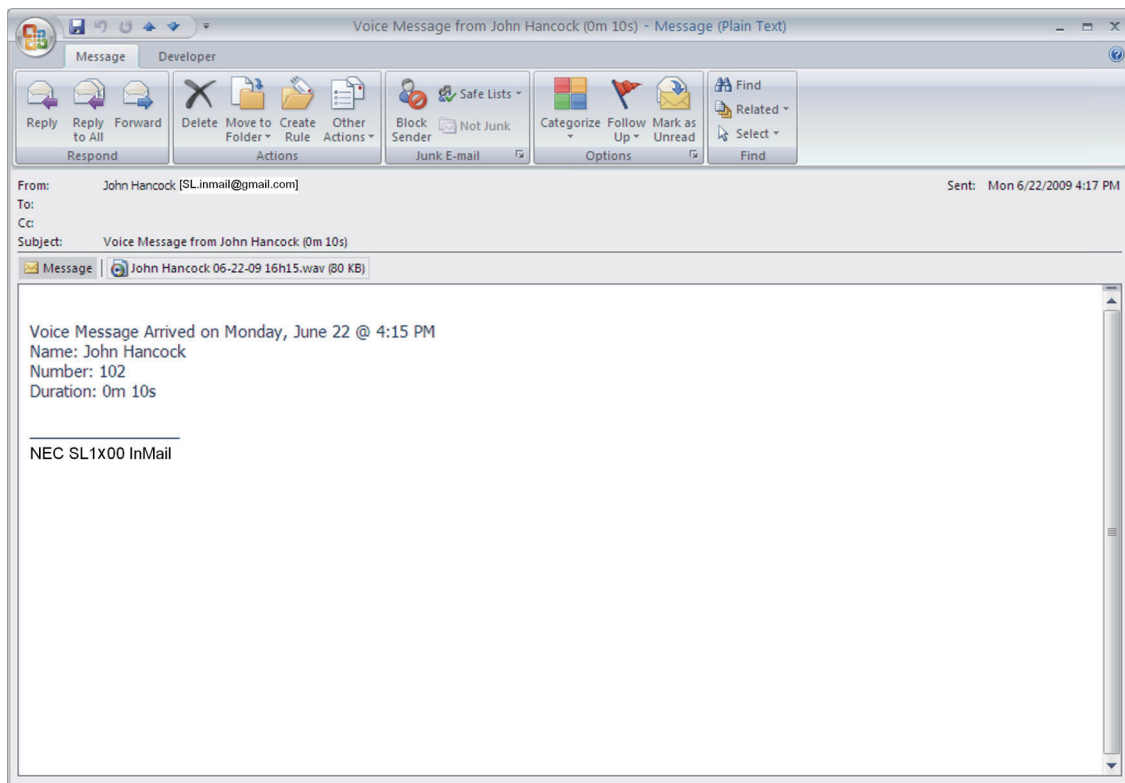 Voice Message from John Hancock (0m 10s) - Message (Plain Text)
Message Developer
Reply Reply to All Forward
Respond
Delete Move to Folder Create Rule Other Actions
Actions
Block Sender Safe Lists Not Junk
Junk E-mail
Categorize Follow Up Mark as Unread
Options
Find
Related
Select
Find
From: John Hancock [SL.inmail@gmail.com] Sent: Mon 6/22/2009 4:17 PM
To:
Cc:
Subject: Voice Message from John Hancock (0m 10s)
Message John Hancock 06-22-09 16h15.wav (80 KB)
Voice Message Arrived on Monday, June 22 @ 4:15 PM
Name: John Hancock
Number: 102
Duration: 0m 10s
NEC SL1X00 InMail